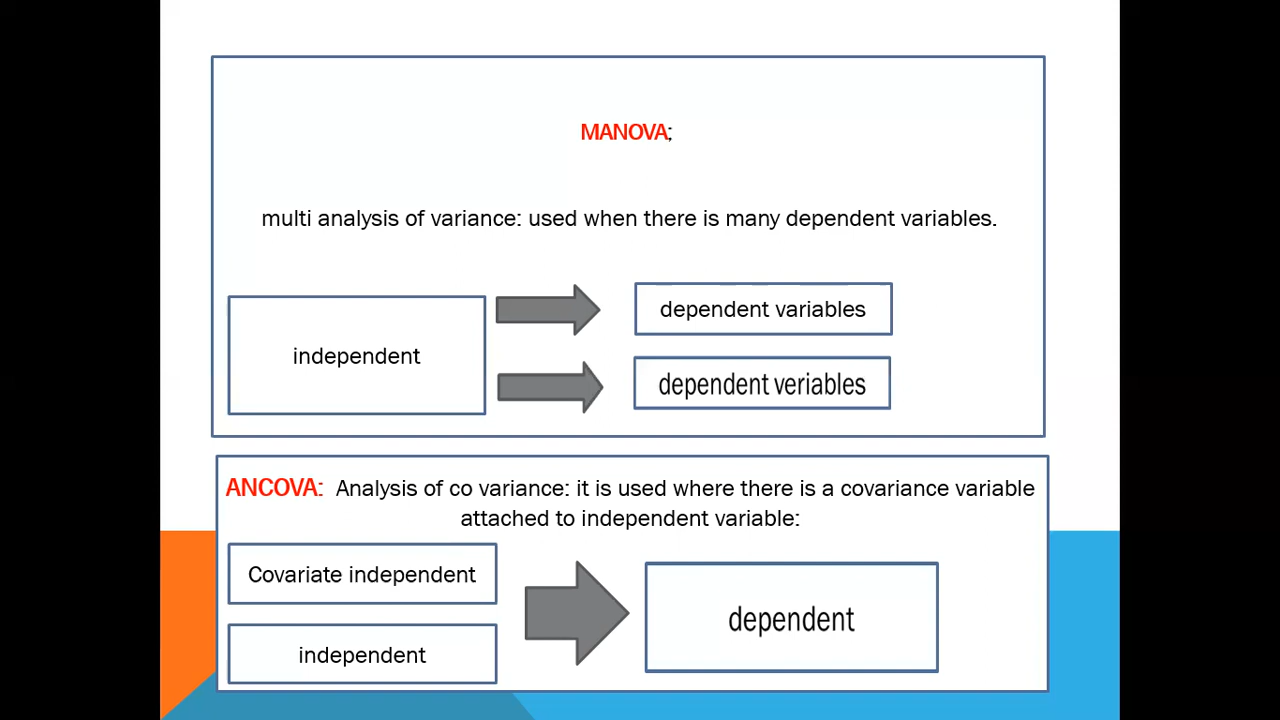 MANOVA;
multi analysis of variance: used when there is many dependent variables.
independent
dependent variables
dependent veriables
ANCOVA: Analysis of co variance: it is used where there is a covariance variable
attached to independent variable:
Covariate independent
independent
dependent